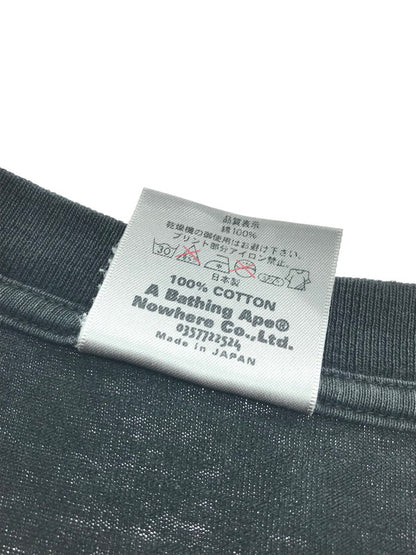 品質表示
綿100%
乾燥機の御使用はお避け下さい。
プリント部分アイロン禁止。
30
日本製
100% COTTON
A Bathing Ape®
Nowhere Co.,Ltd.
0357722524
Made in JAPAN